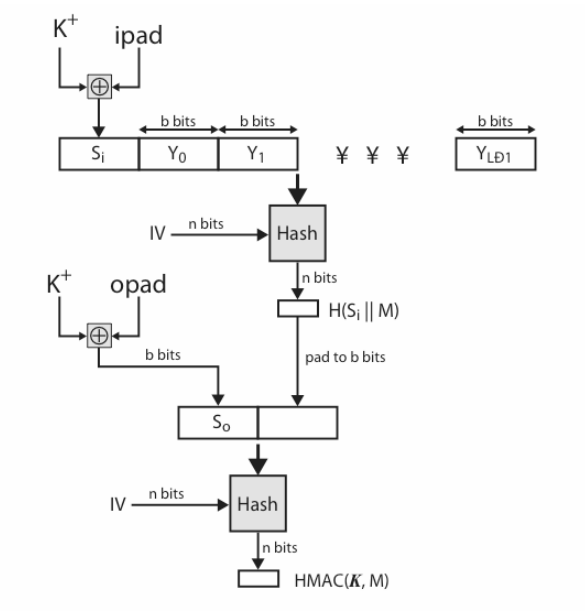 K+ ipad
b bits b bits b bits
Si Y0 Y1 ¥ ¥ ¥ YLĐ1
IV n bits Hash
n bits
K+ opad
H(Si || M)
b bits pad to b bits
So
IV n bits Hash
n bits
HMAC(K, M)